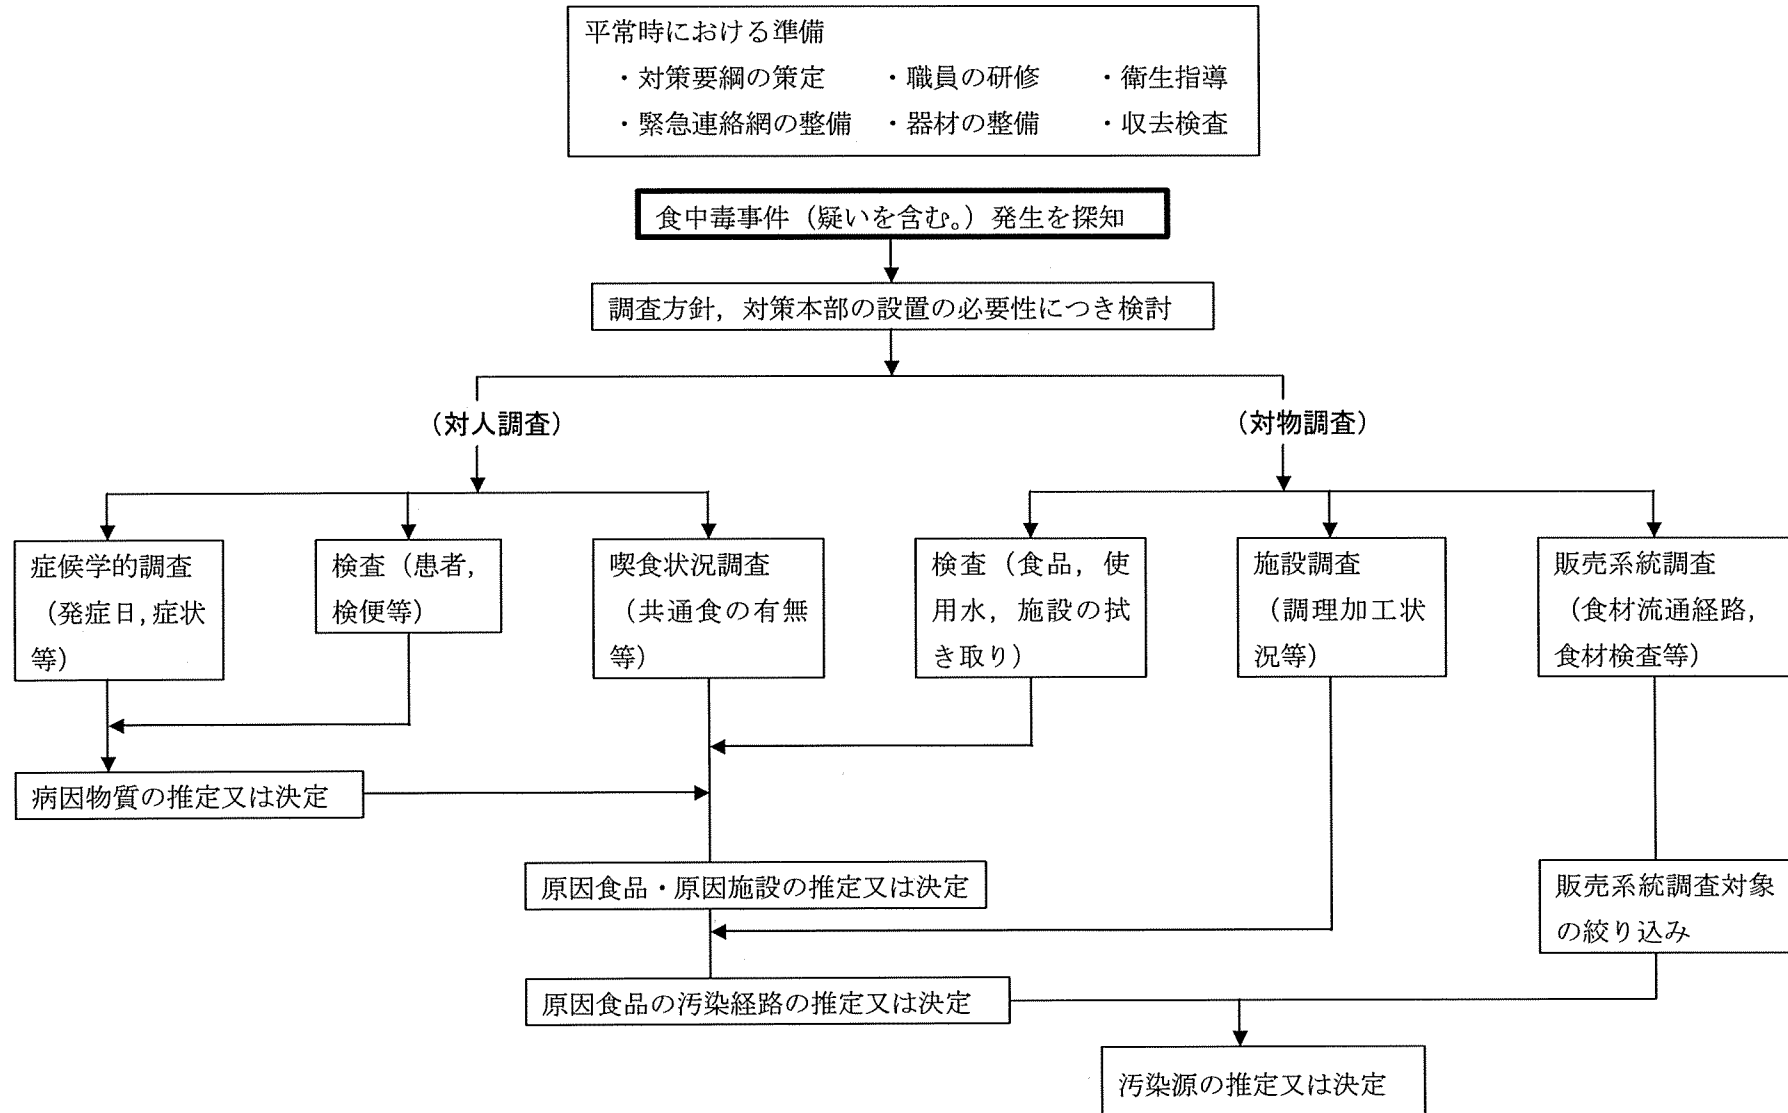 平常時における準備
・対策要綱の策定 ・職員の研修 ・衛生指導
・緊急連絡網の整備 ・器材の整備 ・収去検査
食中毒事件（疑いを含む。）発生を探知
調査方針，対策本部の設置の必要性につき検討
（対人調査）
（対物調査）
症候学的調査
（発症日，症状
等）
検査（患者，
検便等）
喫食状況調査
（共通食の有無
等）
検査（食品，使
用水，施設の拭
き取り）
施設調査
（調理加工状
況等）
販売系統調査
（食材流通経路，
食材検査等）
病因物質の推定又は決定
原因食品・原因施設の推定又は決定
販売系統調査対象
の絞り込み
原因食品の汚染経路の推定又は決定
汚染源の推定又は決定